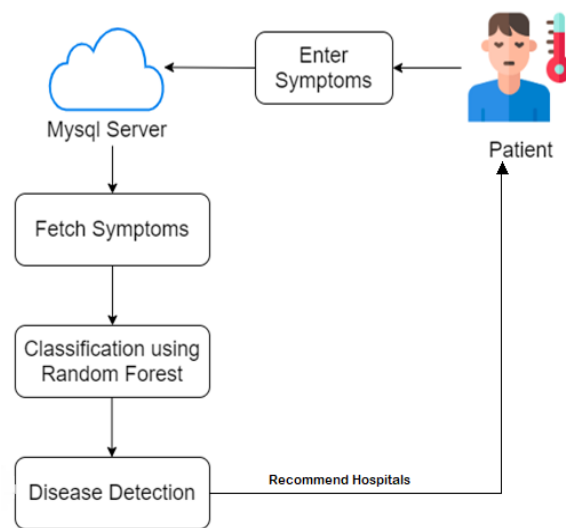 Enter
Symptoms
Mysql Server
Patient
Fetch Symptoms
Classification using
Random Forest
Disease Detection
Recommend Hospitals